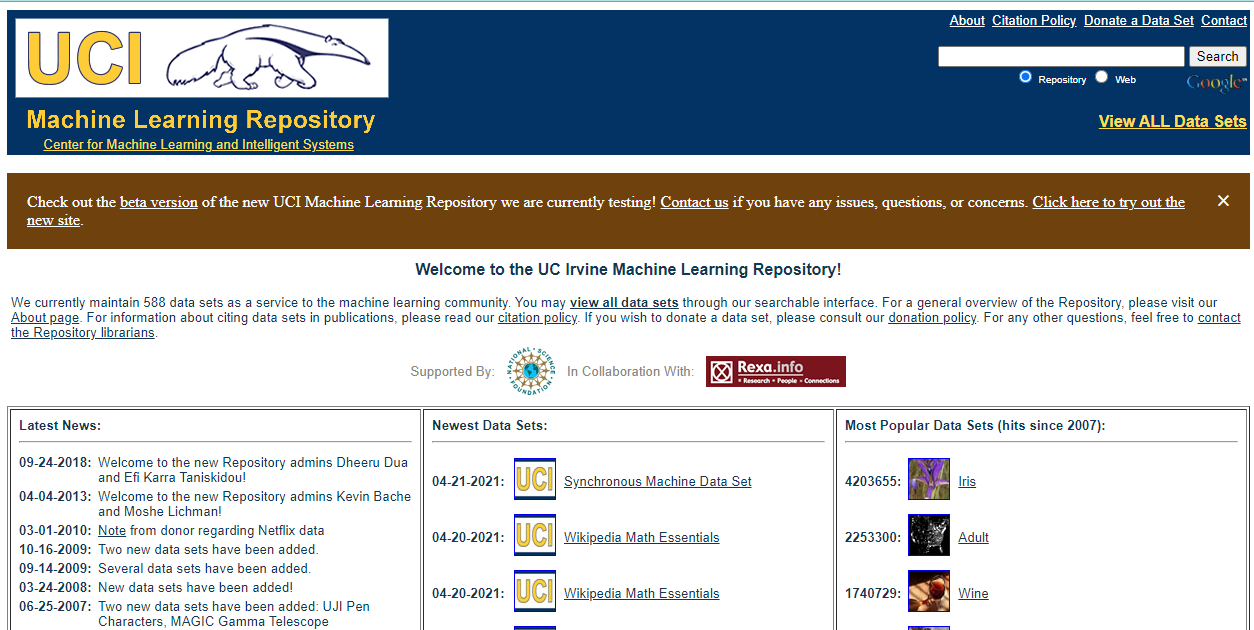 UCI
Machine Learning Repository
Center for Machine Learning and Intelligent Systems
About Citation Policy Donate a Data Set Contact
Search
Repository Web
Google™
View ALL Data Sets
Check out the beta version of the new UCI Machine Learning Repository we are currently testing! Contact us if you have any issues, questions, or concerns. Click here to try out the
new site.
×
Welcome to the UC Irvine Machine Learning Repository!
We currently maintain 588 data sets as a service to the machine learning community. You may view all data sets through our searchable interface. For a general overview of the Repository, please visit our
About page. For information about citing data sets in publications, please read our citation policy. If you wish to donate a data set, please consult our donation policy. For any other questions, feel free to contact
the Repository librarians.
Supported By:
NATIONAL SCIENCE FOUNDATION
In Collaboration With:
Rexa.info
Research • People • Connections
Latest News:
09-24-2018: Welcome to the new Repository admins Dheeru Dua
and Efi Karra Taniskidou!
04-04-2013: Welcome to the new Repository admins Kevin Bache
and Moshe Lichman!
03-01-2010: Note from donor regarding Netflix data
10-16-2009: Two new data sets have been added.
09-14-2009: Several data sets have been added.
03-24-2008: New data sets have been added!
06-25-2007: Two new data sets have been added: UJI Pen
Characters, MAGIC Gamma Telescope
Newest Data Sets:
04-21-2021: UCI Synchronous Machine Data Set
04-20-2021: UCI Wikipedia Math Essentials
04-20-2021: UCI Wikipedia Math Essentials
Most Popular Data Sets (hits since 2007):
4203655: Iris
2253300: Adult
1740729: Wine